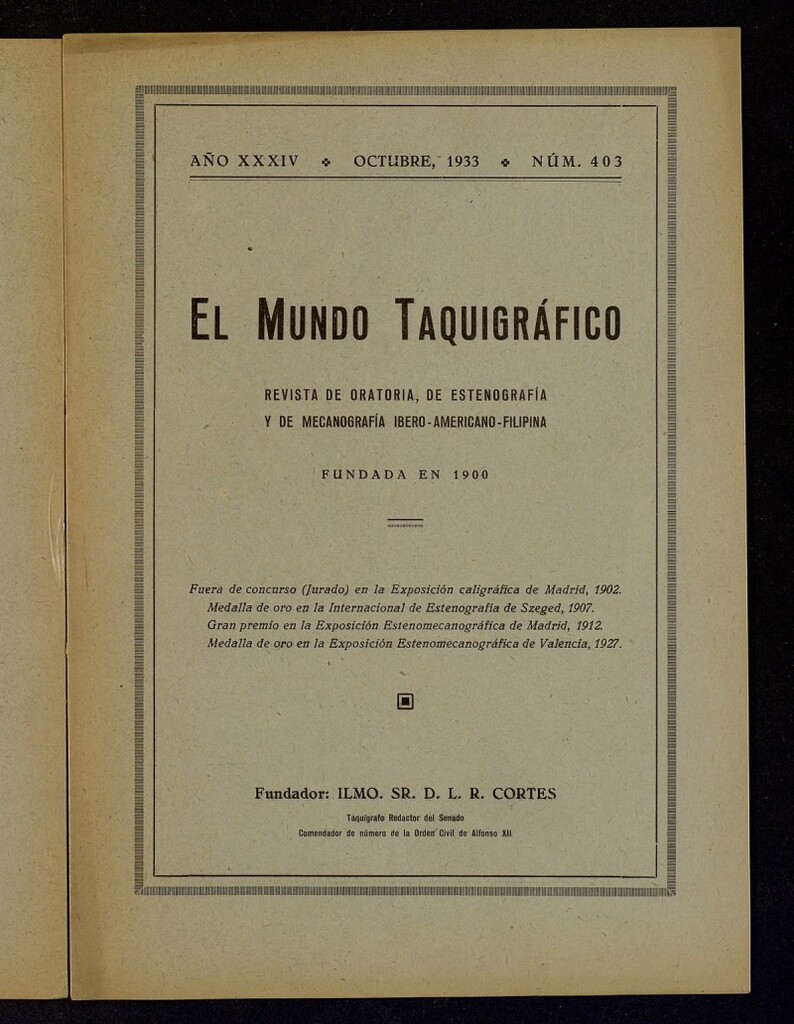 AÑO XXXIV ❖ OCTUBRE, 1933 ❖ NÚM. 403
EL MUNDO TAQUIGRÁFICO
REVISTA DE ORATORIA, DE ESTENOGRAFÍA
Y DE MECANOGRAFÍA IBERO-AMERICANO-FILIPINA
FUNDADA EN 1900
Fuera de concurso (Jurado) en la Exposición caligráfica de Madrid, 1902.
Medalla de oro en la Internacional de Estenografía de Szeged, 1907.
Gran premio en la Exposición Estenomecanográfica de Madrid, 1912.
Medalla de oro en la Exposición Estenomecanográfica de Valencia, 1927.
Fundador: ILMO. SR. D. L. R. CORTES
Taquígrafo Redactor del Senado
Comendador de número de la Orden Civil de Alfonso XII